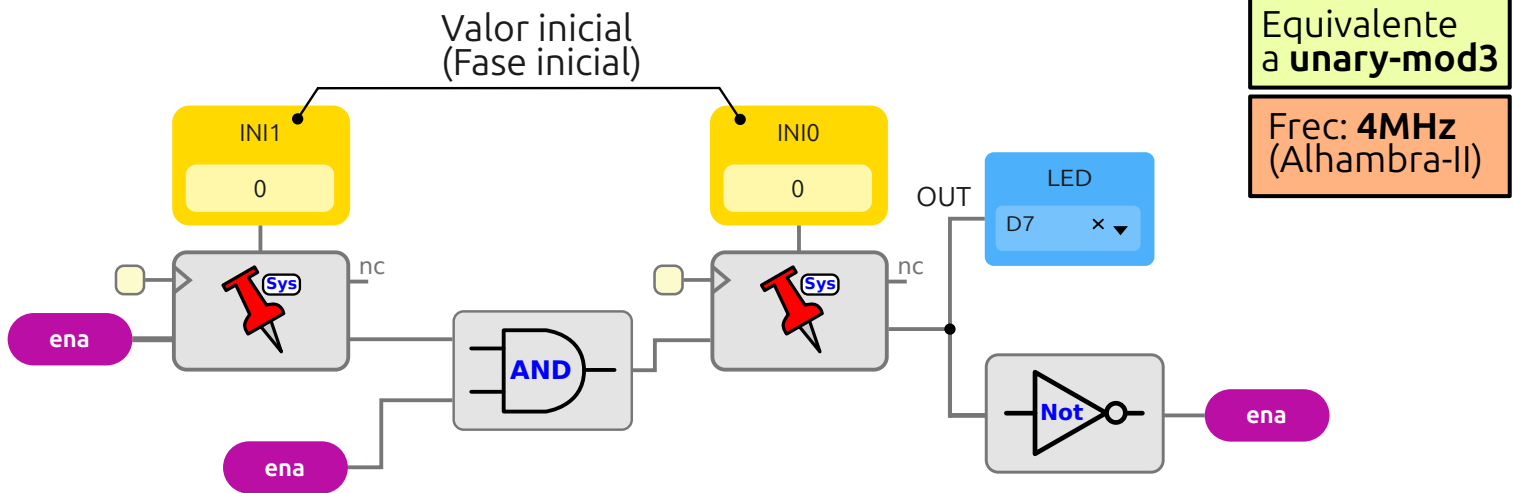 Valor inicial
(Fase inicial)
Equivalente
a unary-mod3
Frec: 4MHz
(Alhambra-II)
INI1
0
INI0
0
LED
D7
OUT
Sys
nc
Sys
nc
ena
AND
ena
Not
ena